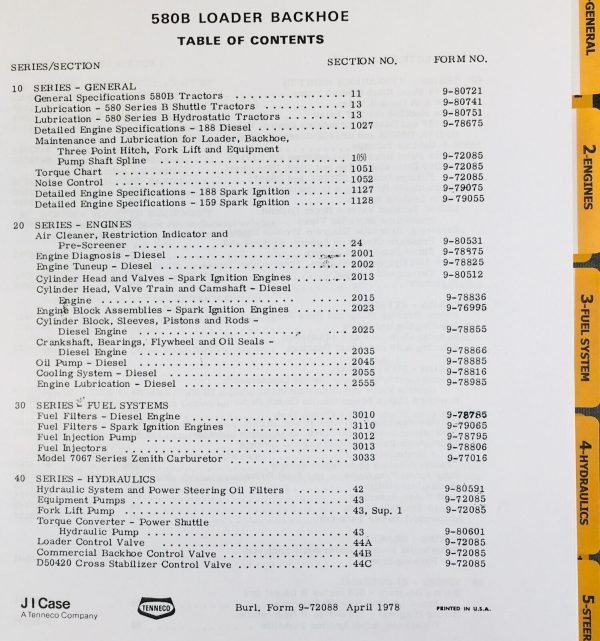 580B LOADER BACKHOE
TABLE OF CONTENTS
SERIES/SECTION SECTION NO. FORM NO.
10 SERIES - GENERAL
General Specifications 580B Tractors . . . . . . . . . . . . . . . 11 9-80721
Lubrication - 580 Series B Shuttle Tractors . . . . . . . . . . . 13 9-80741
Lubrication - 580 Series B Hydrostatic Tractors . . . . . . . 13 9-80751
Detailed Engine Specifications - 188 Diesel . . . . . . . . . . . 1027 9-78675
Maintenance and Lubrication for Loader, Backhoe,
Three Point Hitch, Fork Lift and Equipment
Pump Shaft Spline . . . . . . . . . . . . . . . . . . . . . . . 1050 9-72085
Torque Chart . . . . . . . . . . . . . . . . . . . . . . . . . . . . 1051 9-72085
Noise Control . . . . . . . . . . . . . . . . . . . . . . . . . . . 1052 9-72085
Detailed Engine Specifications - 188 Spark Ignition . . . . . . 1127 9-79075
Detailed Engine Specifications - 159 Spark Ignition . . . . . . 1128 9-79055
20 SERIES - ENGINES
Air Cleaner, Restriction Indicator and
Pre-Screener . . . . . . . . . . . . . . . . . . . . . . . . . . 24 9-80531
Engine Diagnosis - Diesel . . . . . . . . . . . . . . . . . . . . . 2001 9-78875
Engine Tuneup - Diesel . . . . . . . . . . . . . . . . . . . . . . 2002 9-78825
Cylinder Head and Valves - Spark Ignition Engines . . . . . . . 2013 9-80512
Cylinder Head, Valve Train and Camshaft - Diesel
Engine . . . . . . . . . . . . . . . . . . . . . . . . . . . . . 2015 9-78836
Engine Block Assemblies - Spark Ignition Engines . . . . . . . 2023 9-76995
Cylinder Block, Sleeves, Pistons and Rods -
Diesel Engine . . . . . . . . . . . . . . . . . . . . . . . . . 2025 9-78855
Crankshaft, Bearings, Flywheel and Oil Seals -
Diesel Engine . . . . . . . . . . . . . . . . . . . . . . . . . 2035 9-78866
Oil Pump - Diesel . . . . . . . . . . . . . . . . . . . . . . . . . 2045 9-78885
Cooling System - Diesel . . . . . . . . . . . . . . . . . . . . . . 2055 9-78816
Engine Lubrication - Diesel . . . . . . . . . . . . . . . . . . . . 2555 9-78985
30 SERIES - FUEL SYSTEMS
Fuel Filters - Diesel Engine . . . . . . . . . . . . . . . . . . . 3010 9-78785
Fuel Filters - Spark Ignition Engines . . . . . . . . . . . . . . . 3110 9-79065
Fuel Injection Pump . . . . . . . . . . . . . . . . . . . . . . . . 3012 9-78795
Fuel Injectors . . . . . . . . . . . . . . . . . . . . . . . . . . . 3013 9-78806
Model 7067 Series Zenith Carburetor . . . . . . . . . . . . . . . 3033 9-77016
40 SERIES - HYDRAULICS
Hydraulic System and Power Steering Oil Filters . . . . . . . . 42 9-80591
Equipment Pumps . . . . . . . . . . . . . . . . . . . . . . . . . . 43 9-72085
Fork Lift Pump . . . . . . . . . . . . . . . . . . . . . . . . . . 43, Sup. 1 9-72085
Torque Converter - Power Shuttle
Hydraulic Pump . . . . . . . . . . . . . . . . . . . . . . . . 43 9-80601
Loader Control Valve . . . . . . . . . . . . . . . . . . . . . . . 44A 9-72085
Commercial Backhoe Control Valve . . . . . . . . . . . . . . . . 44B 9-72085
D50420 Cross Stabilizer Control Valve . . . . . . . . . . . . . . 44C 9-72085
J I Case
A Tenneco Company
TENNECO
Burl. Form 9-72088 April 1978
PRINTED IN U.S.A.
-GENERAL
2-ENGINES
3-FUEL SYSTEM
4-HYDRAULICS
5-STEER